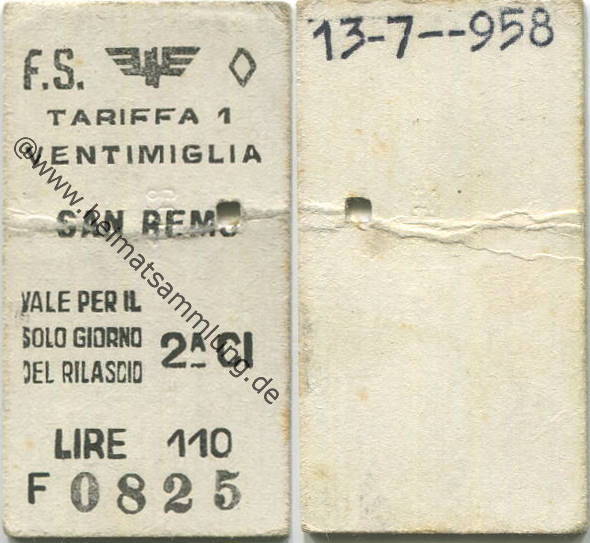 F.S.
TARIFFA 1
VENTIMIGLIA
SAN REMO
VALE PER IL
SOLO GIORNO
DEL RILASCIO
2ª Cl
LIRE 110
F 0825
13-7--958
©www.heimatsammlung.de